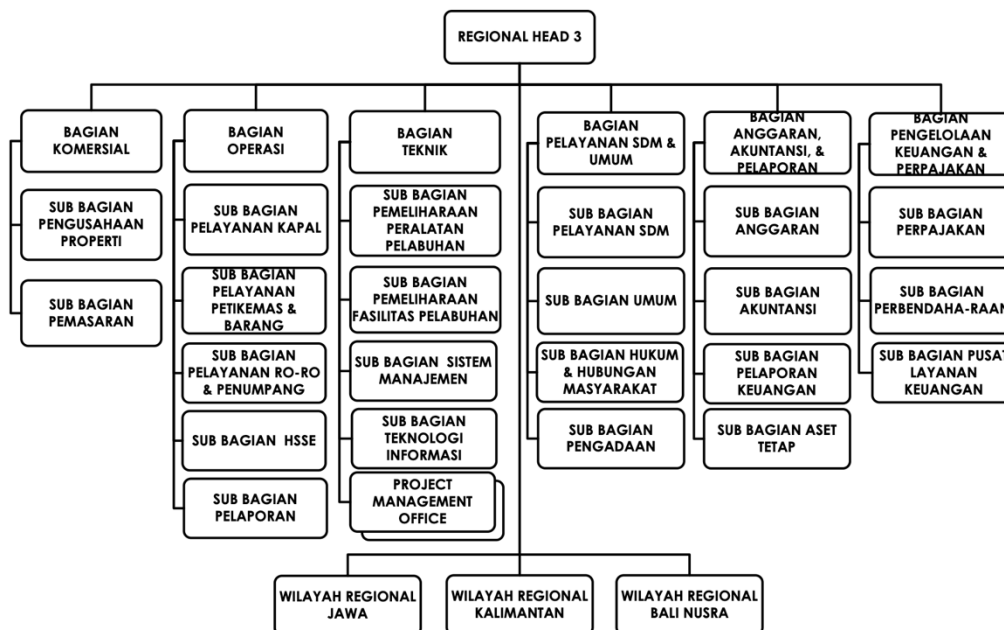 REGIONAL HEAD 3
BAGIAN
KOMERSIAL
SUB BAGIAN
PENGUSAHAAN
PROPERTI
SUB BAGIAN
PEMASARAN
BAGIAN
OPERASI
SUB BAGIAN
PELAYANAN KAPAL
SUB BAGIAN
PELAYANAN
PETIKEMAS &
BARANG
SUB BAGIAN
PELAYANAN RO-RO
& PENUMPANG
SUB BAGIAN HSSE
SUB BAGIAN
PELAPORAN
BAGIAN
TEKNIK
SUB BAGIAN
PEMELIHARAAN
PERALATAN
PELABUHAN
SUB BAGIAN
PEMELIHARAAN
FASILITAS PELABUHAN
SUB BAGIAN SISTEM
MANAJEMEN
SUB BAGIAN
TEKNOLOGI
INFORMASI
PROJECT
MANAGEMENT
OFFICE
BAGIAN
PELAYANAN SDM &
UMUM
SUB BAGIAN
PELAYANAN SDM
SUB BAGIAN UMUM
SUB BAGIAN HUKUM
& HUBUNGAN
MASYARAKAT
SUB BAGIAN
PENGADAAN
BAGIAN
ANGGARAN,
AKUNTANSI, &
PELAPORAN
SUB BAGIAN
ANGGARAN
SUB BAGIAN
AKUNTANSI
SUB BAGIAN
PELAPORAN
KEUANGAN
SUB BAGIAN ASET
TETAP
BAGIAN
PENGELOLAAN
KEUANGAN &
PERPAJAKAN
SUB BAGIAN
PERPAJAKAN
SUB BAGIAN
PERBENDAHA-RAAN
SUB BAGIAN PUSAT
LAYANAN
KEUANGAN
WILAYAH REGIONAL
JAWA
WILAYAH REGIONAL
KALIMANTAN
WILAYAH REGIONAL
BALI NUSRA